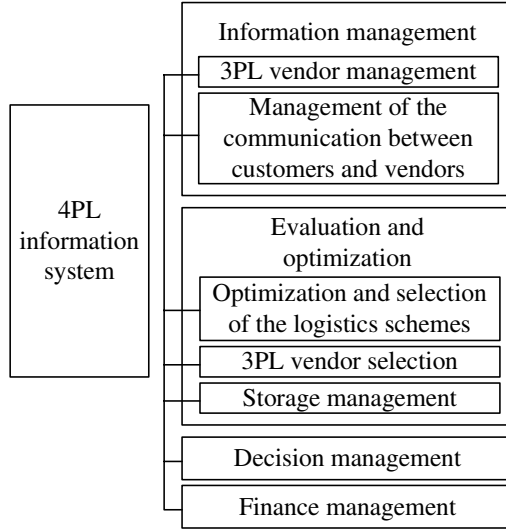 4PL
information
system
Information management
3PL vendor management
Management of the
communication between
customers and vendors
Evaluation and
optimization
Optimization and selection
of the logistics schemes
3PL vendor selection
Storage management
Decision management
Finance management